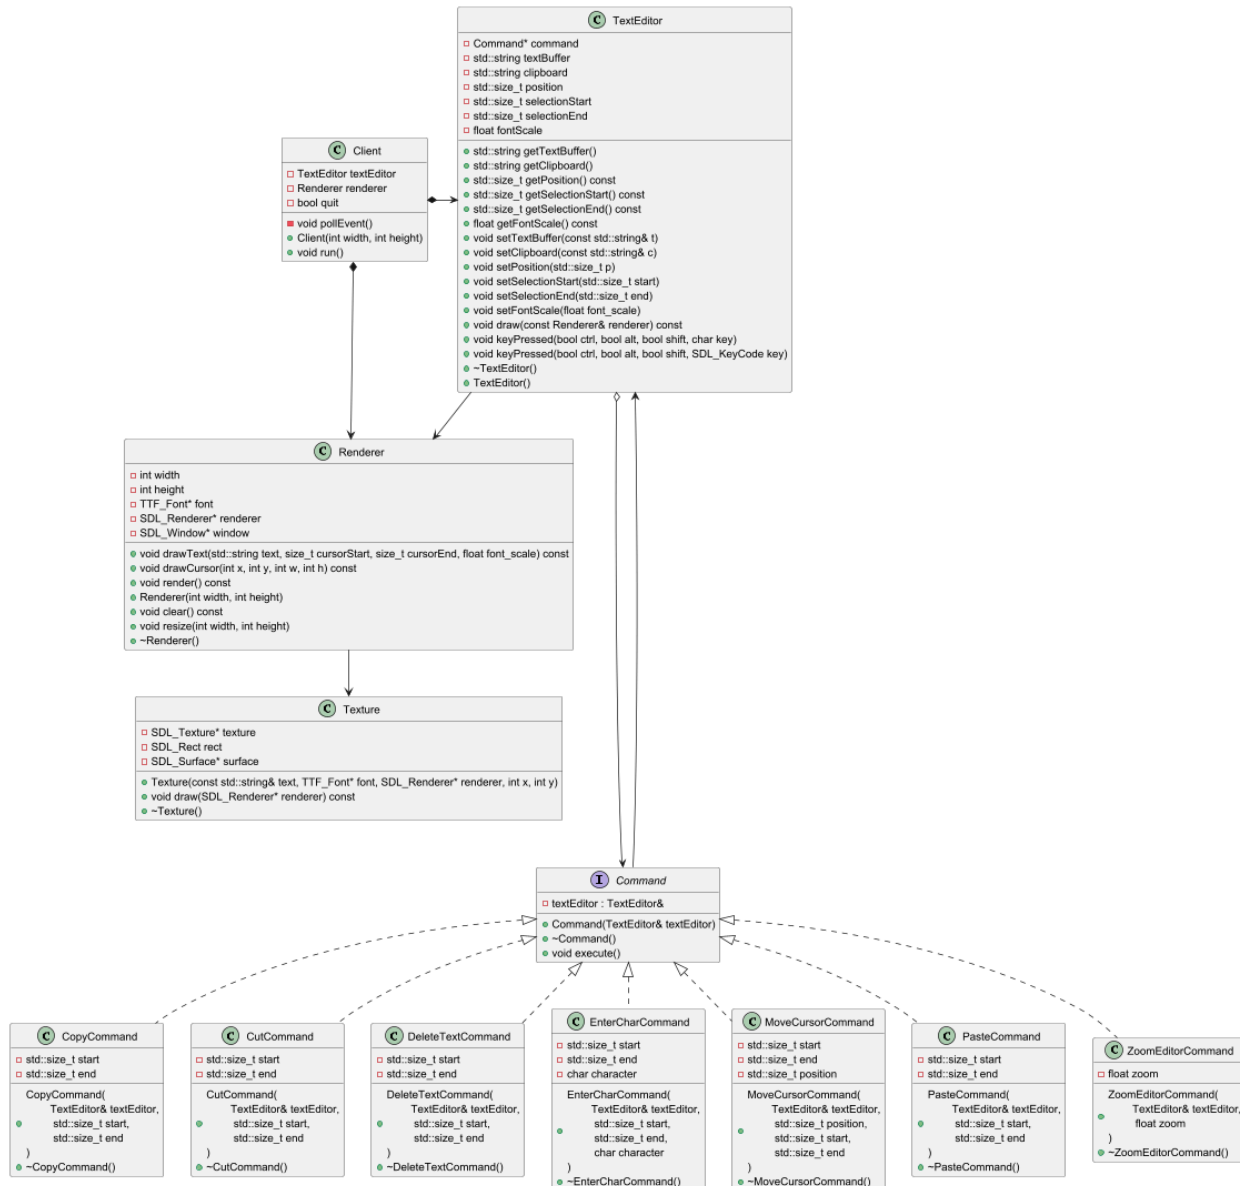 C TextEditor
Command* command
std::string textBuffer
std::string clipboard
std::size_t position
std::size_t selectionStart
std::size_t selectionEnd
float fontScale
std::string getTextBuffer()
std::string getClipboard()
std::size_t getPosition() const
std::size_t getSelectionStart() const
std::size_t getSelectionEnd() const
float getFontScale() const
void setTextBuffer(const std::string& t)
void setClipboard(const std::string& c)
void setPosition(std::size_t p)
void setSelectionStart(std::size_t start)
void setSelectionEnd(std::size_t end)
void setFontScale(float font_scale)
void draw(const Renderer& renderer) const
void keyPressed(bool ctrl, bool alt, bool shift, char key)
void keyPressed(bool ctrl, bool alt, bool shift, SDL_KeyCode key)
~TextEditor()
TextEditor()
C Client
TextEditor textEditor
Renderer renderer
bool quit
void pollEvent()
Client(int width, int height)
void run()
C Renderer
int width
int height
TTF_Font* font
SDL_Renderer* renderer
SDL_Window* window
void drawText(std::string text, size_t cursorStart, size_t cursorEnd, float font_scale) const
void drawCursor(int x, int y, int w, int h) const
void render() const
Renderer(int width, int height)
void clear() const
void resize(int width, int height)
~Renderer()
C Texture
SDL_Texture* texture
SDL_Rect rect
SDL_Surface* surface
Texture(const std::string& text, TTF_Font* font, SDL_Renderer* renderer, int x, int y)
void draw(SDL_Renderer* renderer) const
~Texture()
I Command
textEditor : TextEditor&
Command(TextEditor& textEditor)
~Command()
void execute()
C CopyCommand
std::size_t start
std::size_t end
CopyCommand(
TextEditor& textEditor,
std::size_t start,
std::size_t end
)
~CopyCommand()
C CutCommand
std::size_t start
std::size_t end
CutCommand(
TextEditor& textEditor,
std::size_t start,
std::size_t end
)
~CutCommand()
C DeleteTextCommand
std::size_t start
std::size_t end
DeleteTextCommand(
TextEditor& textEditor,
std::size_t start,
std::size_t end
)
~DeleteTextCommand()
C EnterCharCommand
std::size_t start
std::size_t end
char character
EnterCharCommand(
TextEditor& textEditor,
std::size_t start,
std::size_t end,
char character
)
~EnterCharCommand()
C MoveCursorCommand
std::size_t start
std::size_t end
std::size_t position
MoveCursorCommand(
TextEditor& textEditor,
std::size_t position,
std::size_t start,
std::size_t end
)
~MoveCursorCommand()
C PasteCommand
std::size_t start
std::size_t end
PasteCommand(
TextEditor& textEditor,
std::size_t start,
std::size_t end
)
~PasteCommand()
C ZoomEditorCommand
float zoom
ZoomEditorCommand(
TextEditor& textEditor,
float zoom
)
~ZoomEditorCommand()